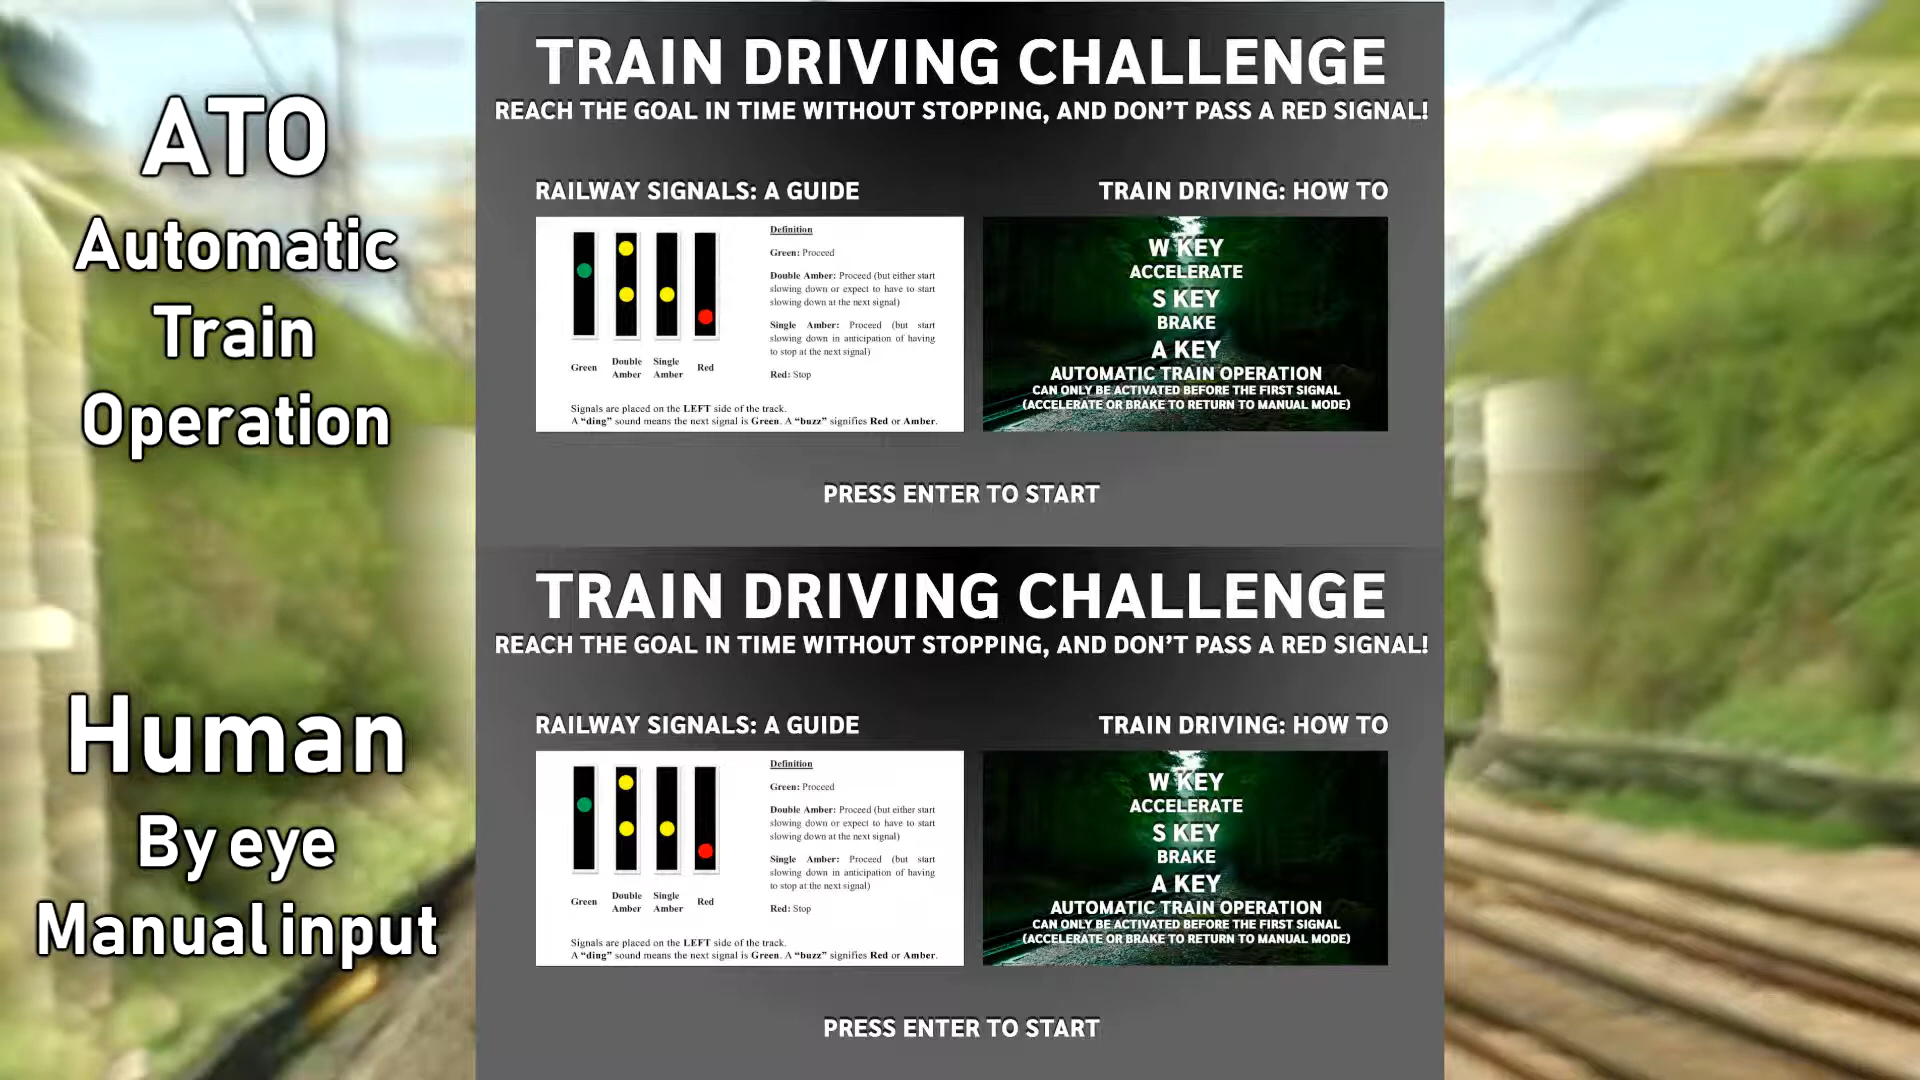 ATO
Automatic
Train
Operation
TRAIN DRIVING CHALLENGE
REACH THE GOAL IN TIME WITHOUT STOPPING, AND DON'T PASS A RED SIGNAL!
RAILWAY SIGNALS: A GUIDE
Green
Double
Amber
Single
Amber
Red
Definition
Green: Proceed
Double Amber: Proceed (but either start
slowing down or expect to have to start
slowing down at the next signal)
Single Amber: Proceed (but start
slowing down in anticipation of having
to stop at the next signal)
Red: Stop
Signals are placed on the LEFT side of the track.
A "ding" sound means the next signal is Green. A "buzz" signifies Red or Amber.
TRAIN DRIVING: HOW TO
W KEY
ACCELERATE
S KEY
BRAKE
A KEY
AUTOMATIC TRAIN OPERATION
CAN ONLY BE ACTIVATED BEFORE THE FIRST SIGNAL
(ACCELERATE OR BRAKE TO RETURN TO MANUAL MODE)
PRESS ENTER TO START
Human
By eye
Manual input
TRAIN DRIVING CHALLENGE
REACH THE GOAL IN TIME WITHOUT STOPPING, AND DON'T PASS A RED SIGNAL!
RAILWAY SIGNALS: A GUIDE
Green
Double
Amber
Single
Amber
Red
Definition
Green: Proceed
Double Amber: Proceed (but either start
slowing down or expect to have to start
slowing down at the next signal)
Single Amber: Proceed (but start
slowing down in anticipation of having
to stop at the next signal)
Red: Stop
Signals are placed on the LEFT side of the track.
A "ding" sound means the next signal is Green. A "buzz" signifies Red or Amber.
TRAIN DRIVING: HOW TO
W KEY
ACCELERATE
S KEY
BRAKE
A KEY
AUTOMATIC TRAIN OPERATION
CAN ONLY BE ACTIVATED BEFORE THE FIRST SIGNAL
(ACCELERATE OR BRAKE TO RETURN TO MANUAL MODE)
PRESS ENTER TO START